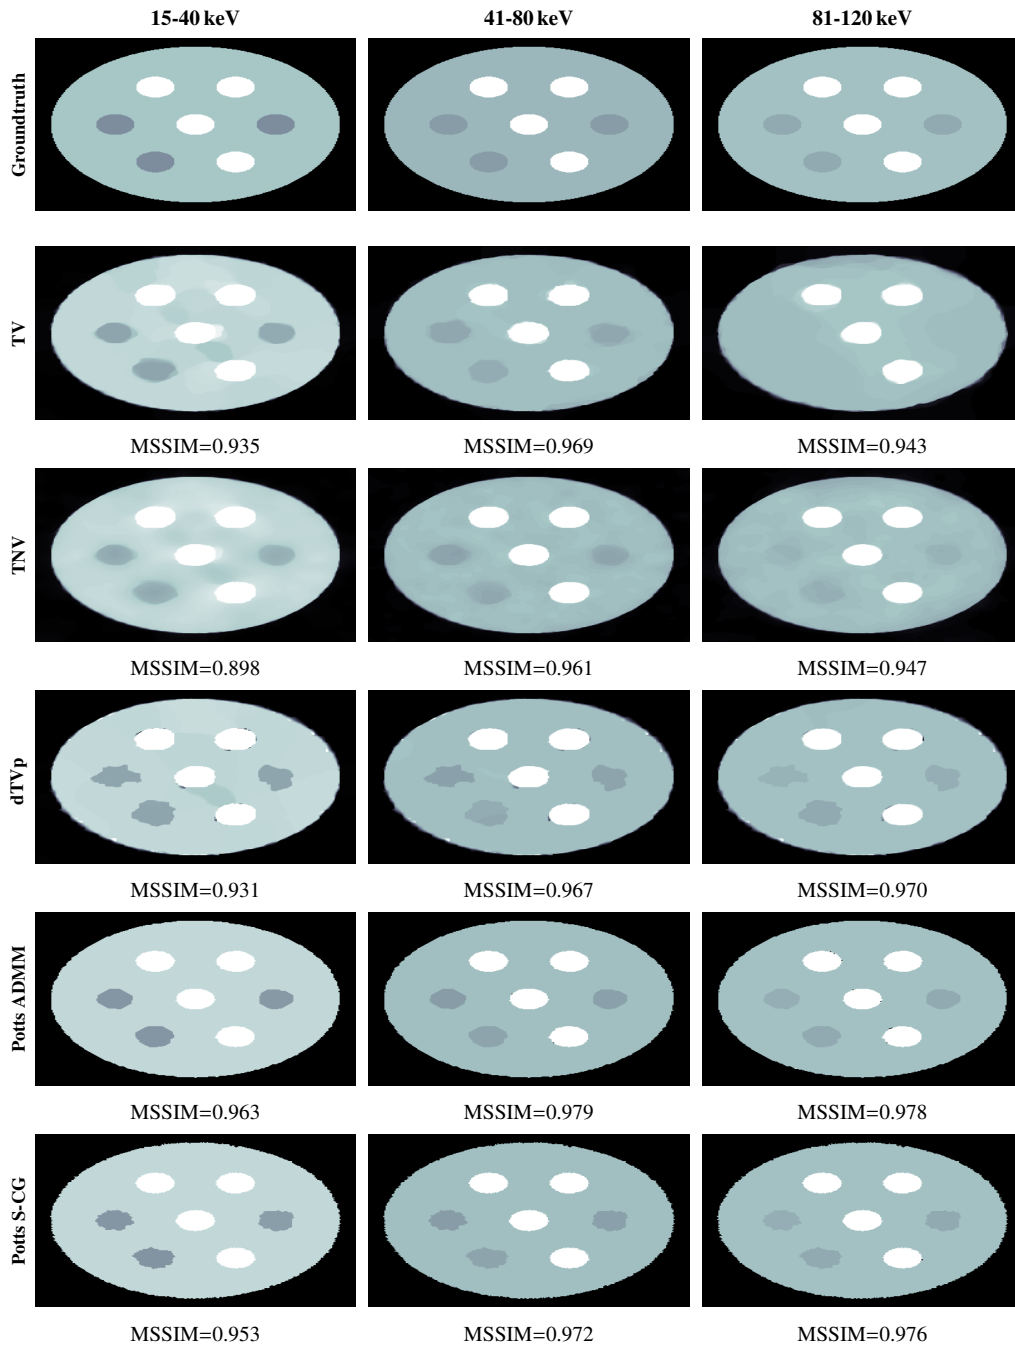 15-40 keV 41-80 keV 81-120 keV
Groundtruth
TV
MSSIM=0.935 MSSIM=0.969 MSSIM=0.943
TNV
MSSIM=0.898 MSSIM=0.961 MSSIM=0.947
dTVp
MSSIM=0.931 MSSIM=0.967 MSSIM=0.970
Potts ADMM
MSSIM=0.963 MSSIM=0.979 MSSIM=0.978
Potts S-CG
MSSIM=0.953 MSSIM=0.972 MSSIM=0.976